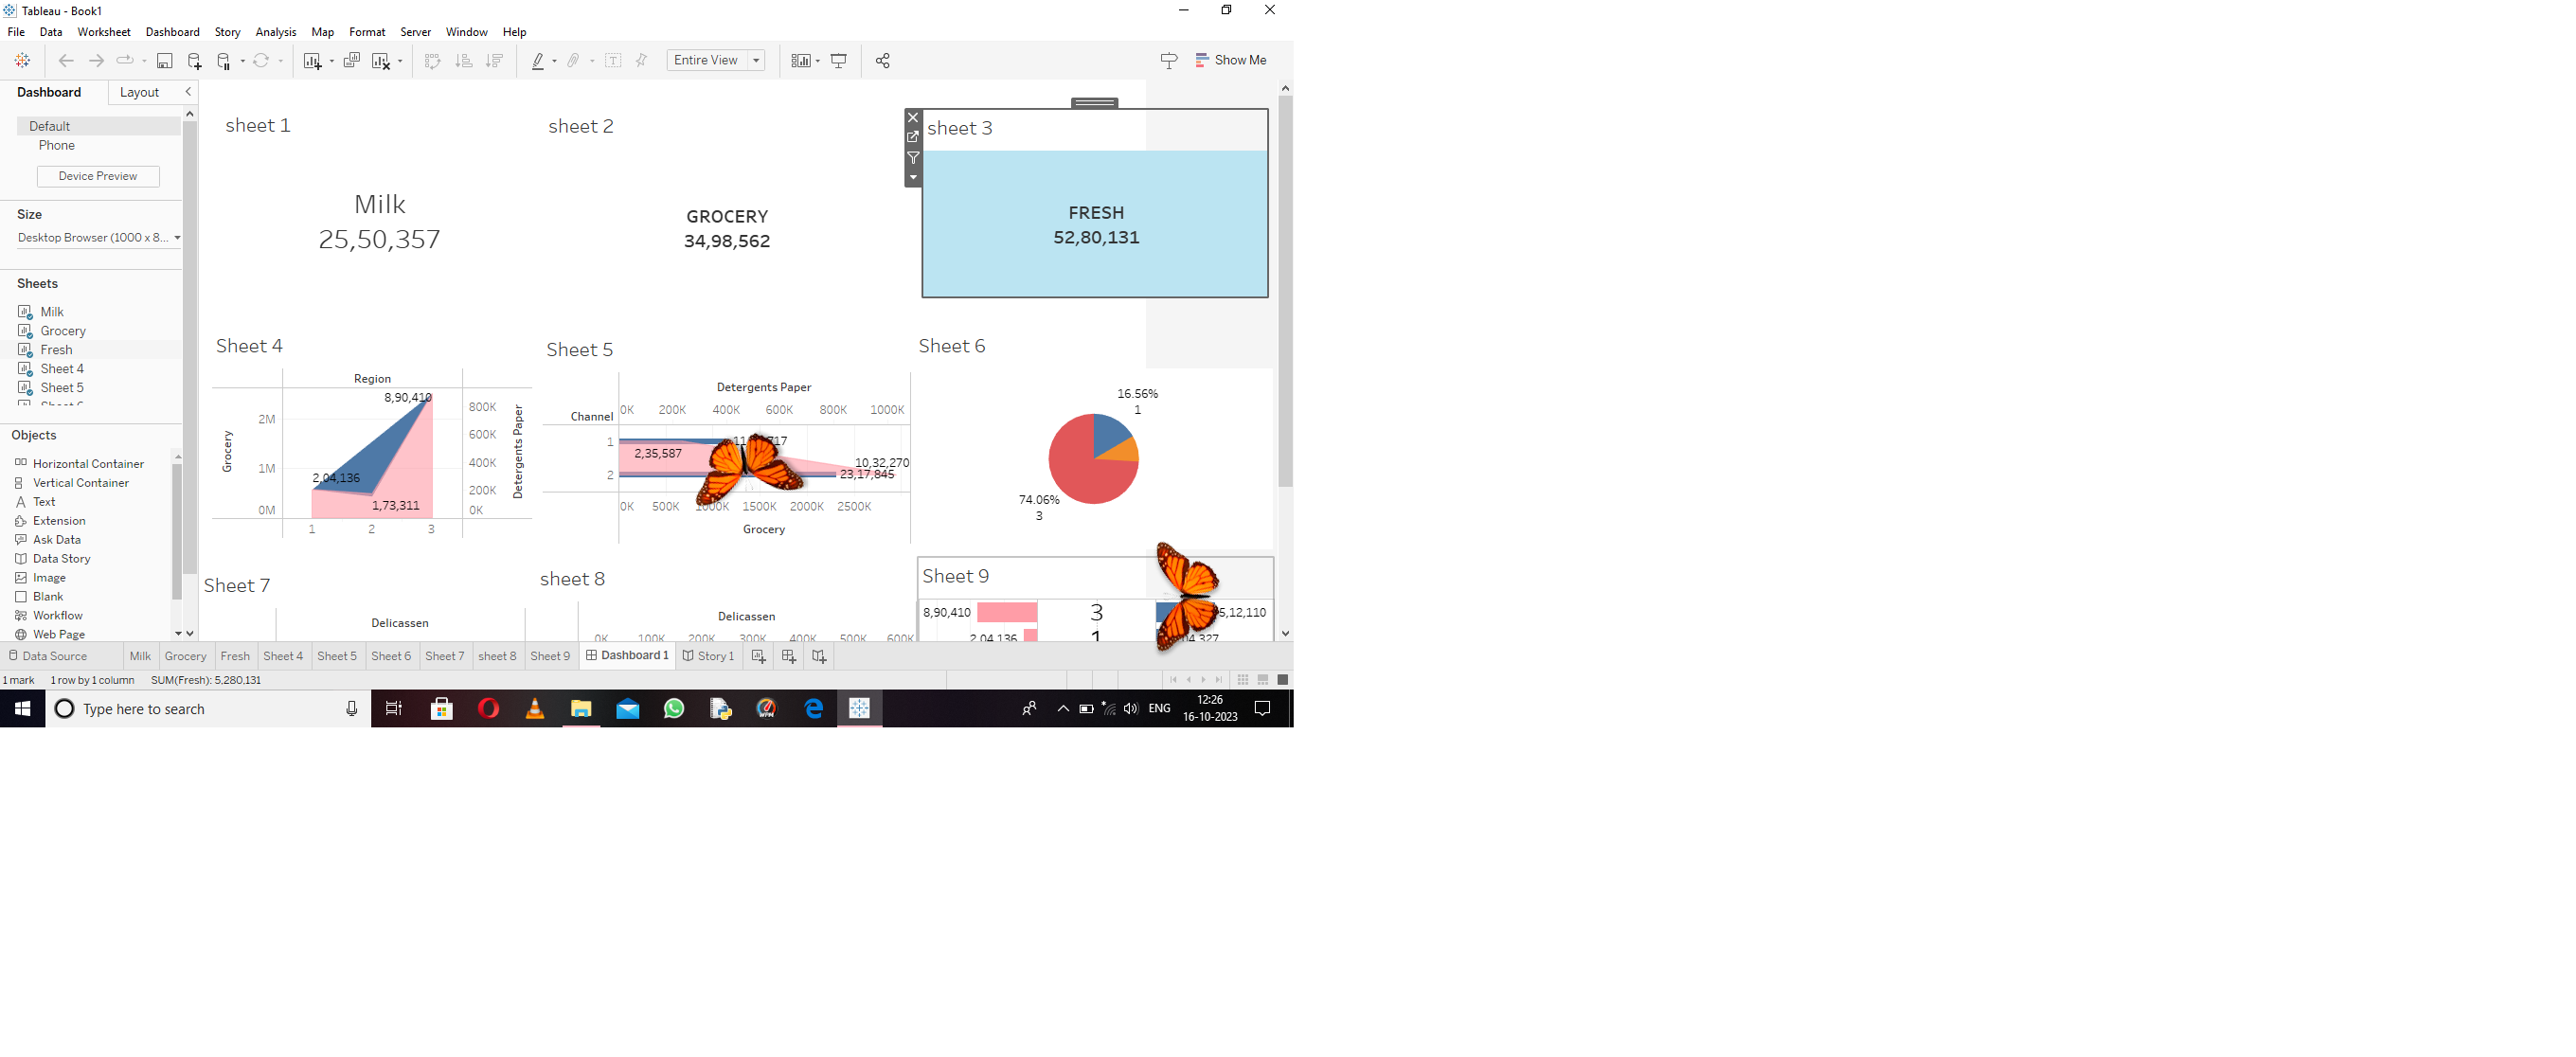 Tableau - Book1
File Data Worksheet Dashboard Story Analysis Map Format Server Window Help
Entire View
Show Me
Dashboard Layout
Default
Phone
Device Preview
Size
Desktop Browser (1000 x 8...
Sheets
Milk
Grocery
Fresh
Sheet 4
Sheet 5
Objects
Horizontal Container
Vertical Container
Text
Extension
Ask Data
Data Story
Image
Blank
Workflow
Web Page
sheet 1
Milk
25,50,357
sheet 2
GROCERY
34,98,562
sheet 3
FRESH
52,80,131
Sheet 4
Region
Grocery
2M
1M
0M
8,90,410
2,04,136
1,73,311
800K
600K
400K
200K
0K
Detergents Paper
1 2 3
Sheet 5
Detergents Paper
Channel
0K 200K 400K 600K 800K 1000K
1
2,35,587
10,32,270
2
23,17,845
0K 500K 1000K 1500K 2000K 2500K
Grocery
Sheet 6
16.56%
1
74.06%
3
Sheet 7
Delicassen
sheet 8
Delicassen
0K 100K 200K 300K 400K 500K 600K
Sheet 9
8,90,410 3 5,12,110
2,04,136 1
Data Source Milk Grocery Fresh Sheet 4 Sheet 5 Sheet 6 Sheet 7 sheet 8 Sheet 9 Dashboard 1 Story 1
1 mark 1 row by 1 column SUM(Fresh): 5,280,131
Type here to search
ENG
12:26
16-10-2023